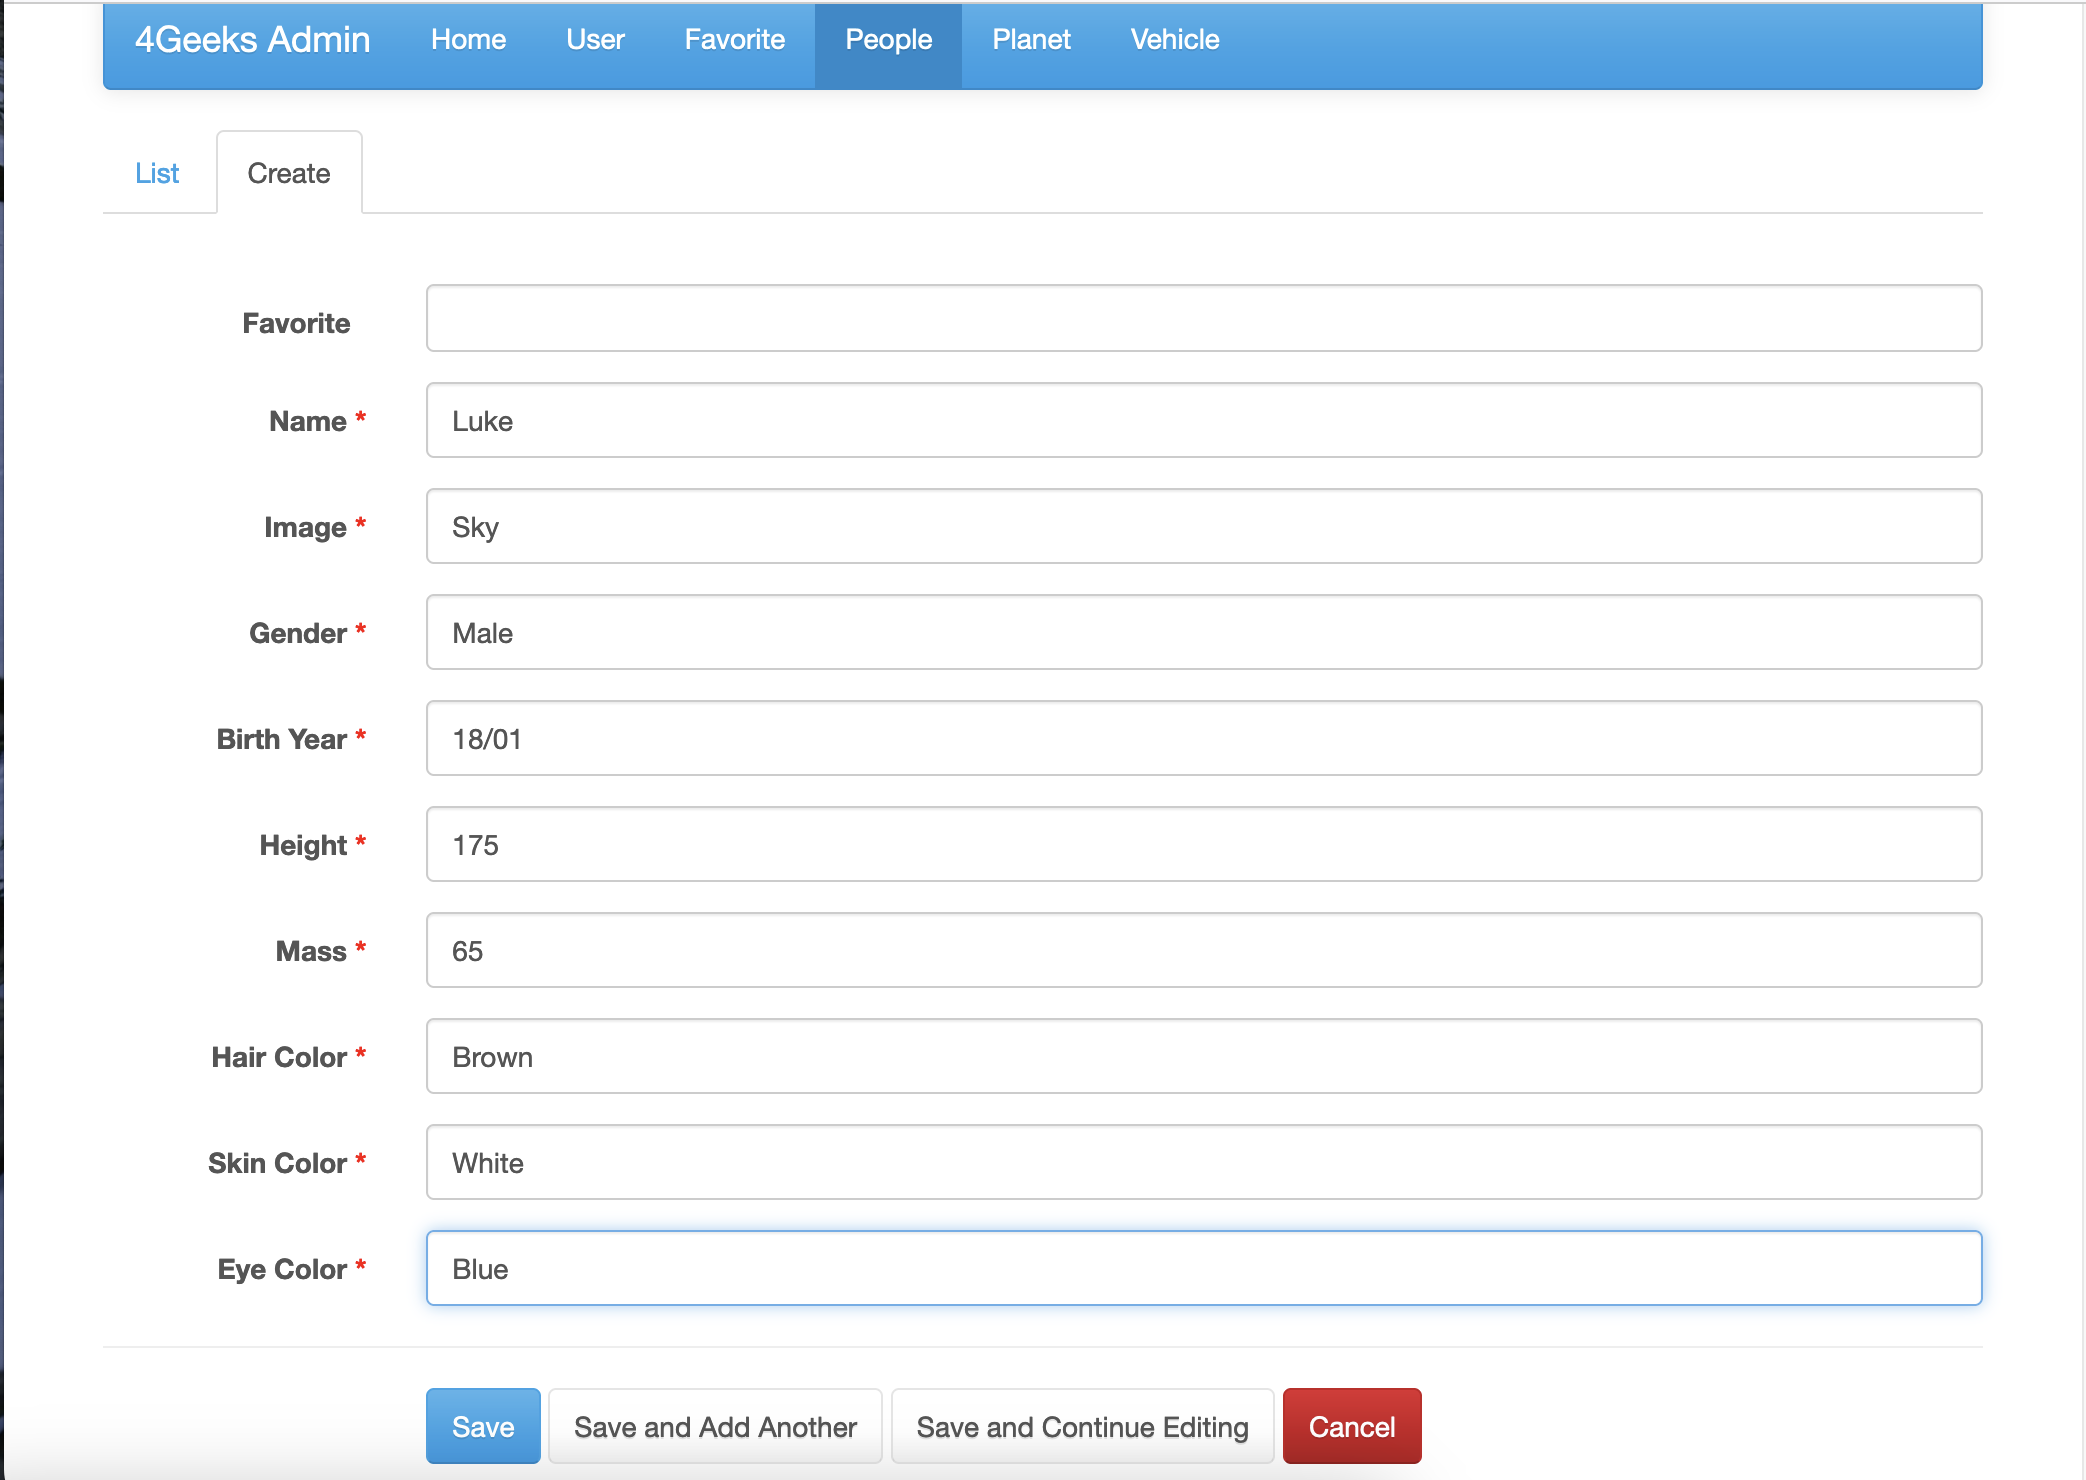 4Geeks Admin Home User Favorite People Planet Vehicle
List Create
Favorite
Name * Luke
Image * Sky
Gender * Male
Birth Year * 18/01
Height * 175
Mass * 65
Hair Color * Brown
Skin Color * White
Eye Color * Blue
Save Save and Add Another Save and Continue Editing Cancel